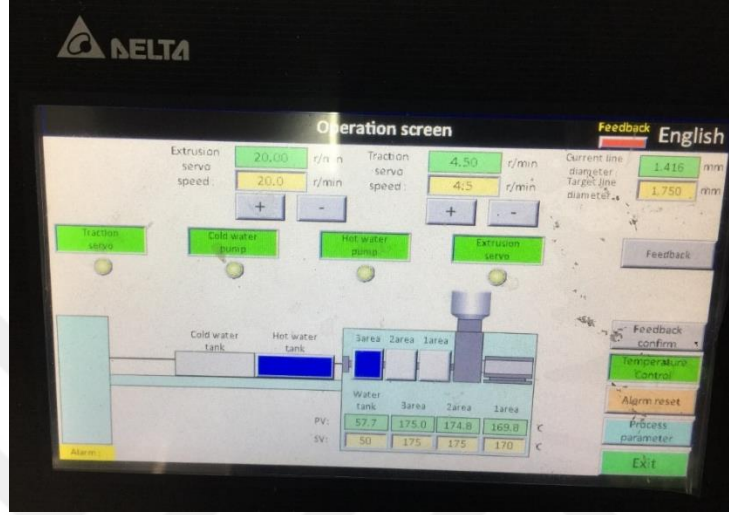 DELTA
Operation screen
Feedback English
Extrusion servo speed :
20.00 r/min
20.0 r/min
+ -
Traction servo speed :
4.50 r/min
4.5 r/min
+ -
Current line diameter
1.416 mm
Target line diameter
1.750 mm
Traction servo
Cold water pump
Hot water pump
Extrusion servo
Feedback
Cold water tank
Hot water tank
3area 2area 1area
Feedback confirm
Temperature Control
Alarm reset
Process parameter
Exit
Water tank 3area 2area 1area
PV: 57.7 175.0 174.8 169.8 C
SV: 50 175 175 170 C
Alarm :